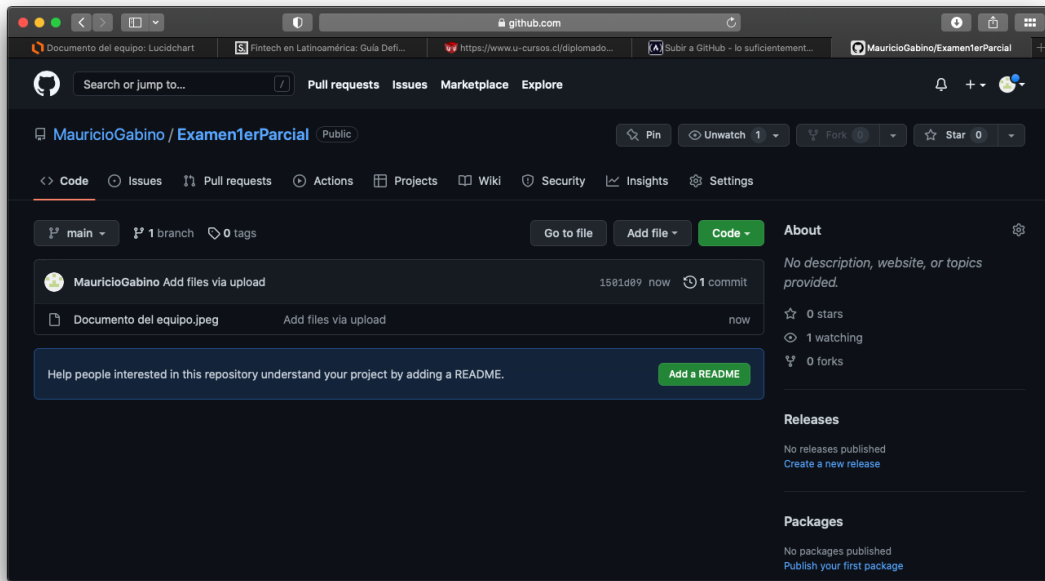 github.com
Documento del equipo: Lucidchart
Fintech en Latinoamérica: Guía Defi...
https://www.u-cursos.cl/diplomado...
Subir a GitHub - lo suficientement...
MauricioGabino/Examen1erParcial
Search or jump to...
/
Pull requests Issues Marketplace Explore
MauricioGabino / Examen1erParcial Public
Pin
Unwatch 1
Fork 0
Star 0
Code Issues Pull requests Actions Projects Wiki Security Insights Settings
main 1 branch 0 tags
Go to file Add file Code
MauricioGabino Add files via upload 1501d09 now 1 commit
Documento del equipo.jpeg Add files via upload now
Help people interested in this repository understand your project by adding a README. Add a README
About
No description, website, or topics
provided.
0 stars
1 watching
0 forks
Releases
No releases published
Create a new release
Packages
No packages published
Publish your first package